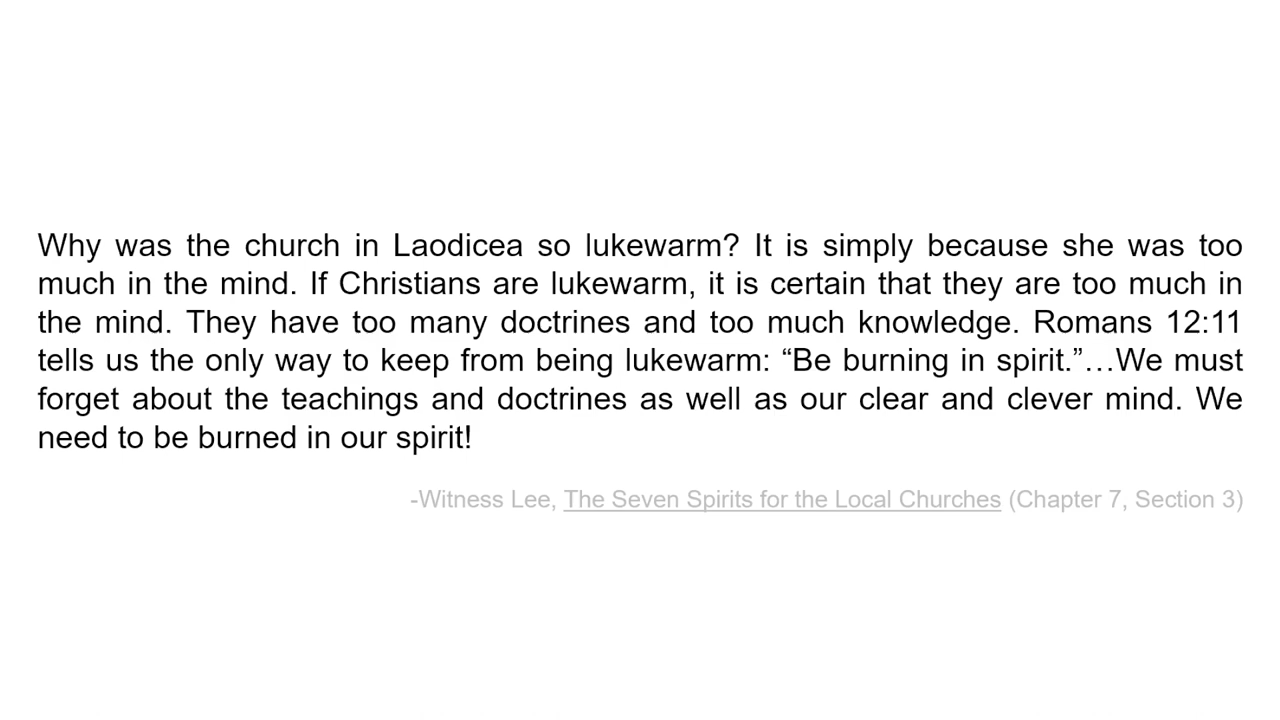 Why was the church in Laodicea so lukewarm? It is simply because she was too
much in the mind. If Christians are lukewarm, it is certain that they are too much in
the mind. They have too many doctrines and too much knowledge. Romans 12:11
tells us the only way to keep from being lukewarm: “Be burning in spirit.”…We must
forget about the teachings and doctrines as well as our clear and clever mind. We
need to be burned in our spirit!
-Witness Lee, The Seven Spirits for the Local Churches (Chapter 7, Section 3)